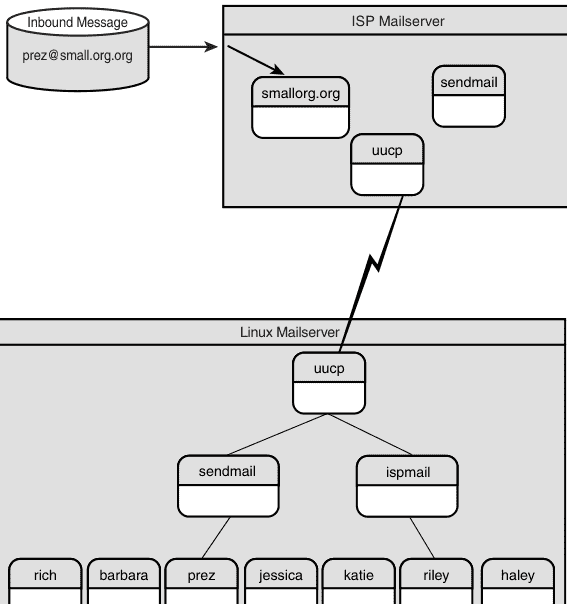 Inbound Message
prez@small.org.org
ISP Mailserver
smallorg.org
sendmail
uucp
Linux Mailserver
uucp
sendmail
ispmail
rich
barbara
prez
jessica
katie
riley
haley